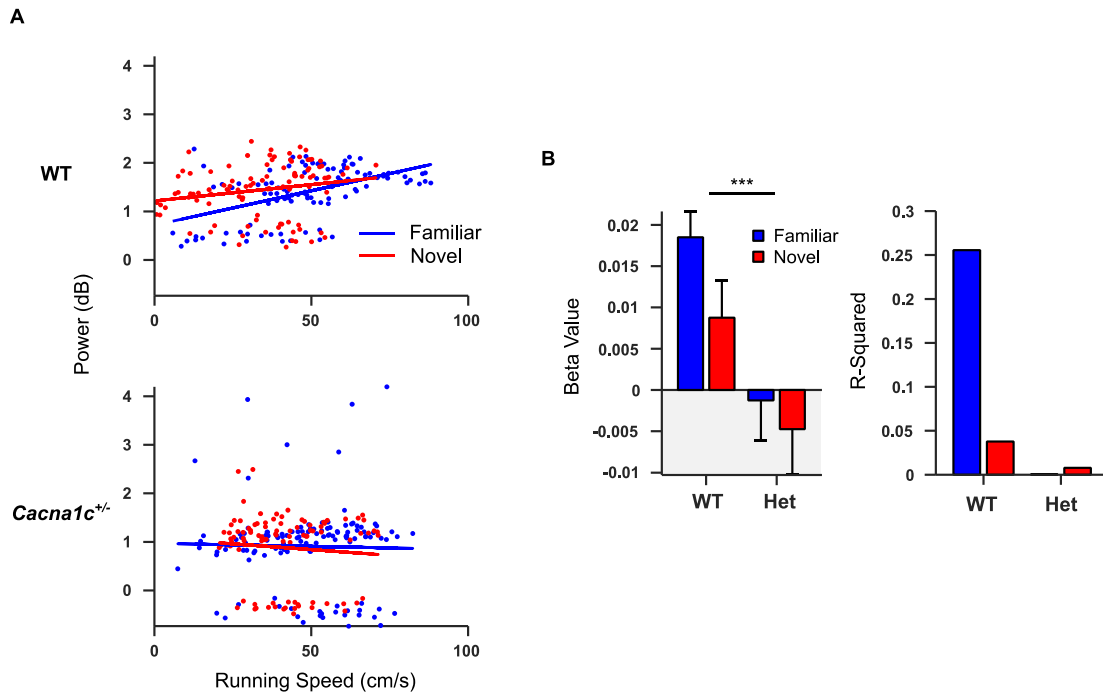 A
4
3
2
1
0
WT
Familiar
Novel
0
50
100
Power (dB)
4
3
2
1
0
Cacna1c+/-
0
50
100
Running Speed (cm/s)
B
***
0.02
0.015
0.01
0.005
0
-0.005
-0.01
Beta Value
Familiar
Novel
WT Het
0.3
0.25
0.2
0.15
0.1
0.05
0
R-Squared
WT Het